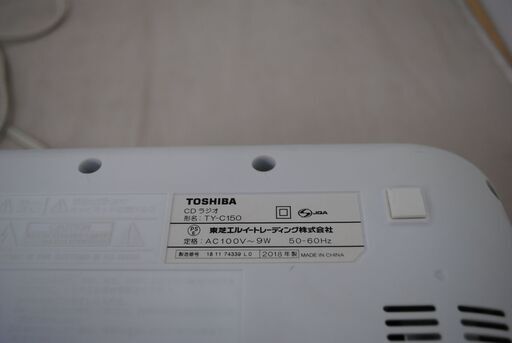 TOSHIBA
CDラジオ
形名：TY-C150
JQA
PS
E
東芝エルイートレーディング株式会社
定格：AC100V～9W 50-60Hz
製造番号 18 11 74339 L 0 2018年製 MADE IN CHINA